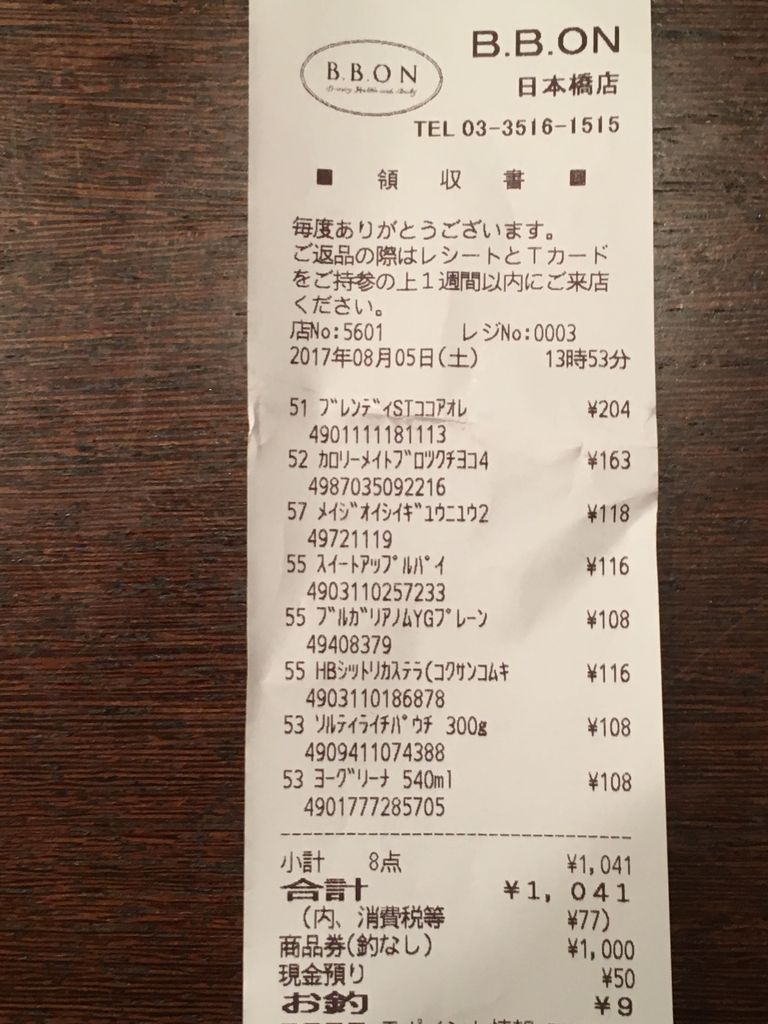 B.B.ON
B.B.ON
日本橋店
TEL 03-3516-1515
■ 領 収 書 ■
毎度ありがとうございます。
ご返品の際はレシートとTカード
をご持参の上1週間以内にご来店
ください。
店No:5601 レジNo:0003
2017年08月05日(土) 13時53分
51 ブレンディSTココアオレ ¥204
4901111181113
52 カロリーメイトブロツクチヨコ4 ¥163
4987035092216
57 メイジオイシイギュウニュウ2 ¥118
49721119
55 スイートアップルパイ ¥116
4903110257233
55 ブルガリアノムYGプレーン ¥108
49408379
55 HBシットリカステラ(コクサンコムキ ¥116
4903110186878
53 ソルティライチパウチ 300g ¥108
4909411074388
53 ヨーグリーナ 540ml ¥108
4901777285705
小計 8点 ¥1,041
合計 ¥1,041
(内、消費税等 ¥77)
商品券(釣なし) ¥1,000
現金預り ¥50
お釣 ¥9